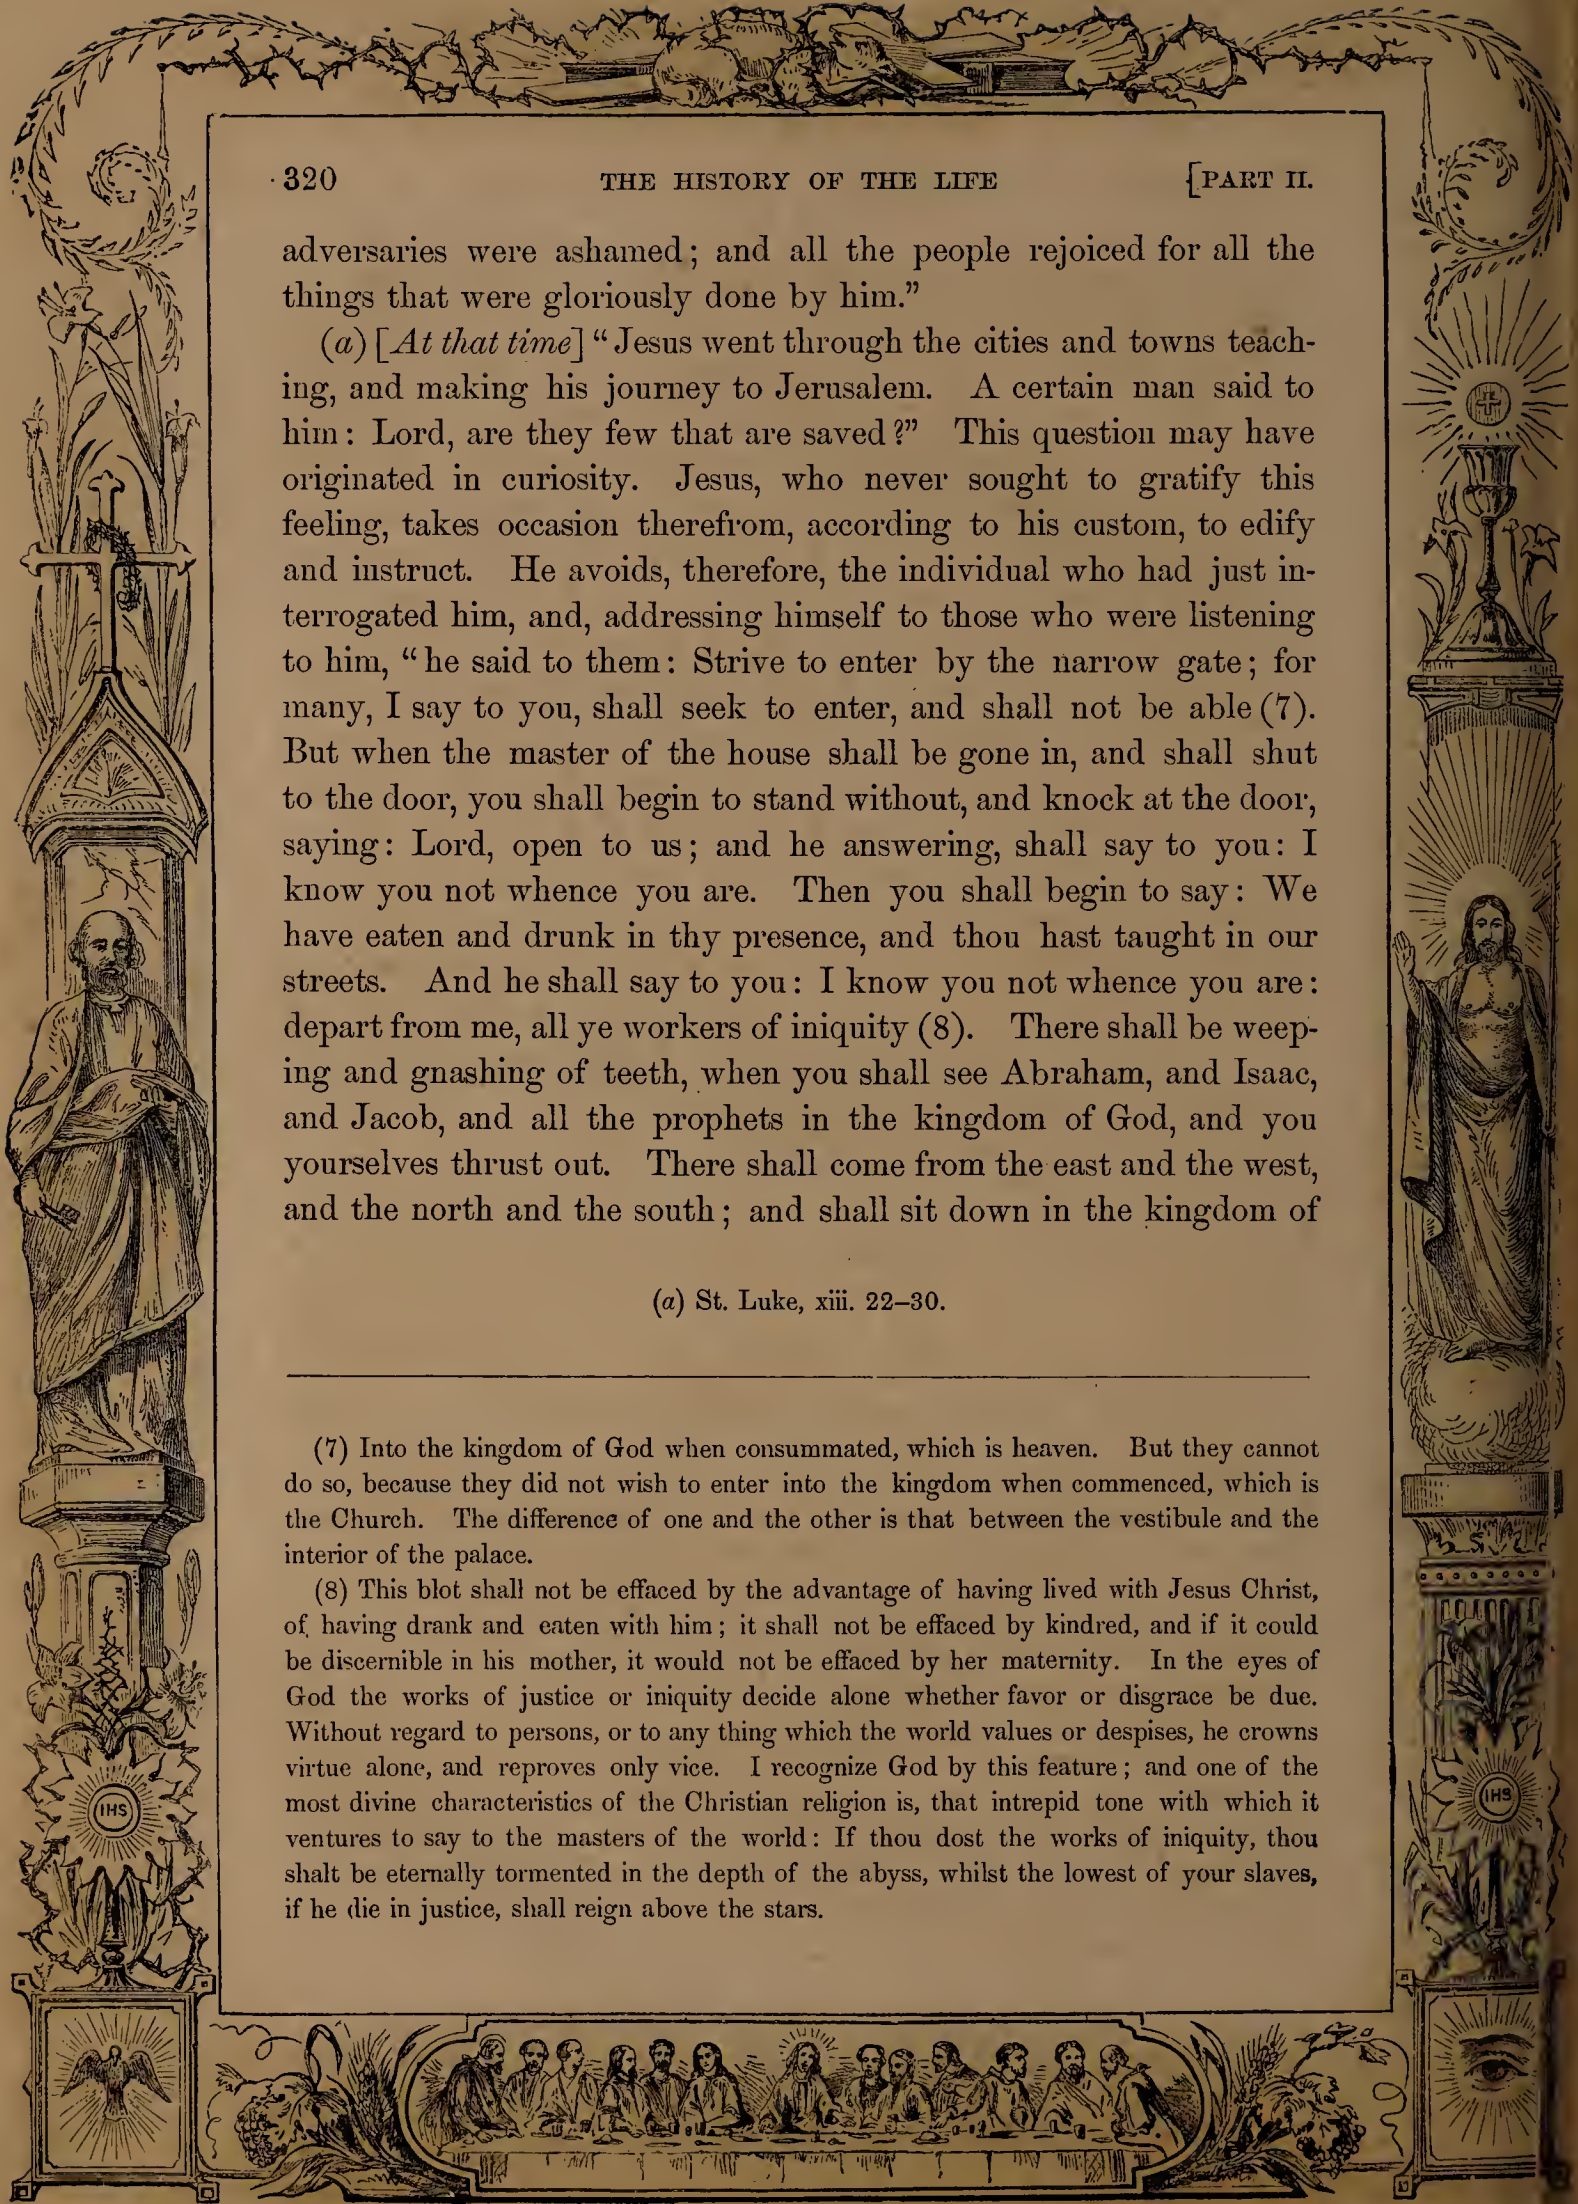 320 THE HISTORY OF THE LIFE [PART II.
adversaries were ashamed; and all the people rejoiced for all the
things that were gloriously done by him.”
(a) [At that time] “Jesus went through the cities and towns teach-
ing, and making his journey to Jerusalem. A certain man said to
him: Lord, are they few that are saved?” This question may have
originated in curiosity. Jesus, who never sought to gratify this
feeling, takes occasion therefrom, according to his custom, to edify
and instruct. He avoids, therefore, the individual who had just in-
terrogated him, and, addressing himself to those who were listening
to him, “he said to them: Strive to enter by the narrow gate; for
many, I say to you, shall seek to enter, and shall not be able (7).
But when the master of the house shall be gone in, and shall shut
to the door, you shall begin to stand without, and knock at the door,
saying: Lord, open to us; and he answering, shall say to you: I
know you not whence you are. Then you shall begin to say: We
have eaten and drunk in thy presence, and thou hast taught in our
streets. And he shall say to you: I know you not whence you are:
depart from me, all ye workers of iniquity (8). There shall be weep-
ing and gnashing of teeth, when you shall see Abraham, and Isaac,
and Jacob, and all the prophets in the kingdom of God, and you
yourselves thrust out. There shall come from the east and the west,
and the north and the south; and shall sit down in the kingdom of
(a) St. Luke, xiii. 22–30.
(7) Into the kingdom of God when consummated, which is heaven. But they cannot
do so, because they did not wish to enter into the kingdom when commenced, which is
the Church. The difference of one and the other is that between the vestibule and the
interior of the palace.
(8) This blot shall not be effaced by the advantage of having lived with Jesus Christ,
of having drank and eaten with him; it shall not be effaced by kindred, and if it could
be discernible in his mother, it would not be effaced by her maternity. In the eyes of
God the works of justice or iniquity decide alone whether favor or disgrace be due.
Without regard to persons, or to any thing which the world values or despises, he crowns
virtue alone, and reproves only vice. I recognize God by this feature; and one of the
most divine characteristics of the Christian religion is, that intrepid tone with which it
ventures to say to the masters of the world: If thou dost the works of iniquity, thou
shalt be eternally tormented in the depth of the abyss, whilst the lowest of your slaves,
if he die in justice, shall reign above the stars.
IHS
IHS